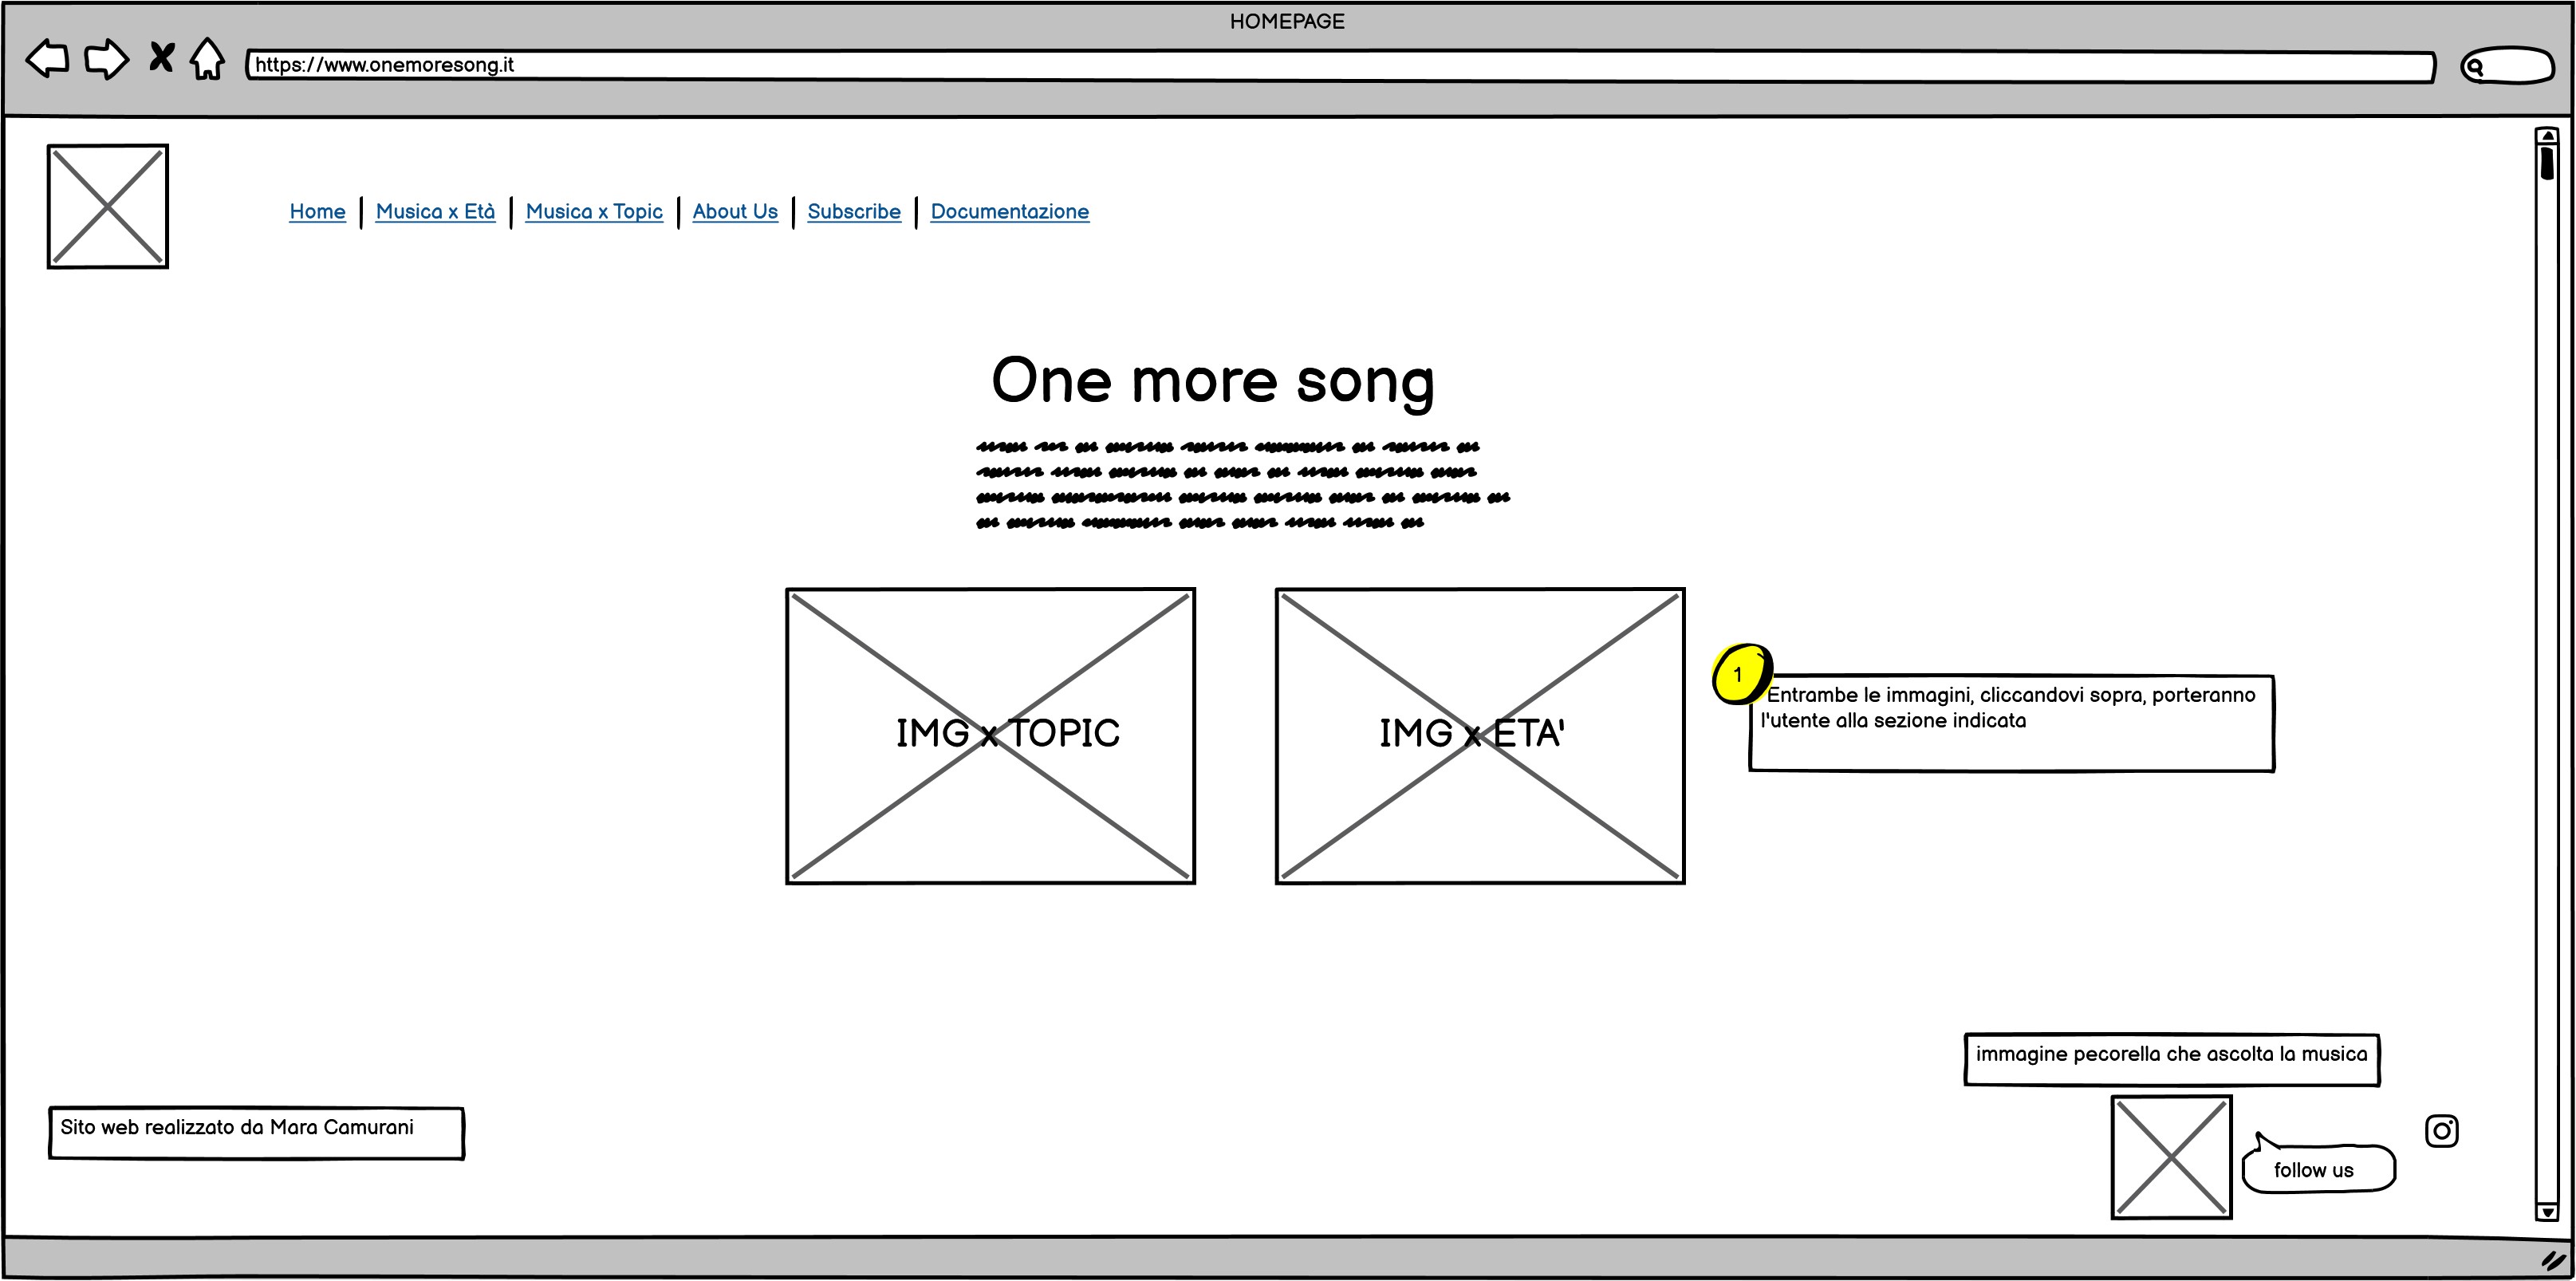 HOMEPAGE
https://www.onemoresong.it
Home | Musica x Età | Musica x Topic | About Us | Subscribe | Documentazione
One more song
IMG x TOPIC
IMG x ETA'
1
Entrambe le immagini, cliccandovi sopra, porteranno
l'utente alla sezione indicata
immagine pecorella che ascolta la musica
Sito web realizzato da Mara Camurani
follow us